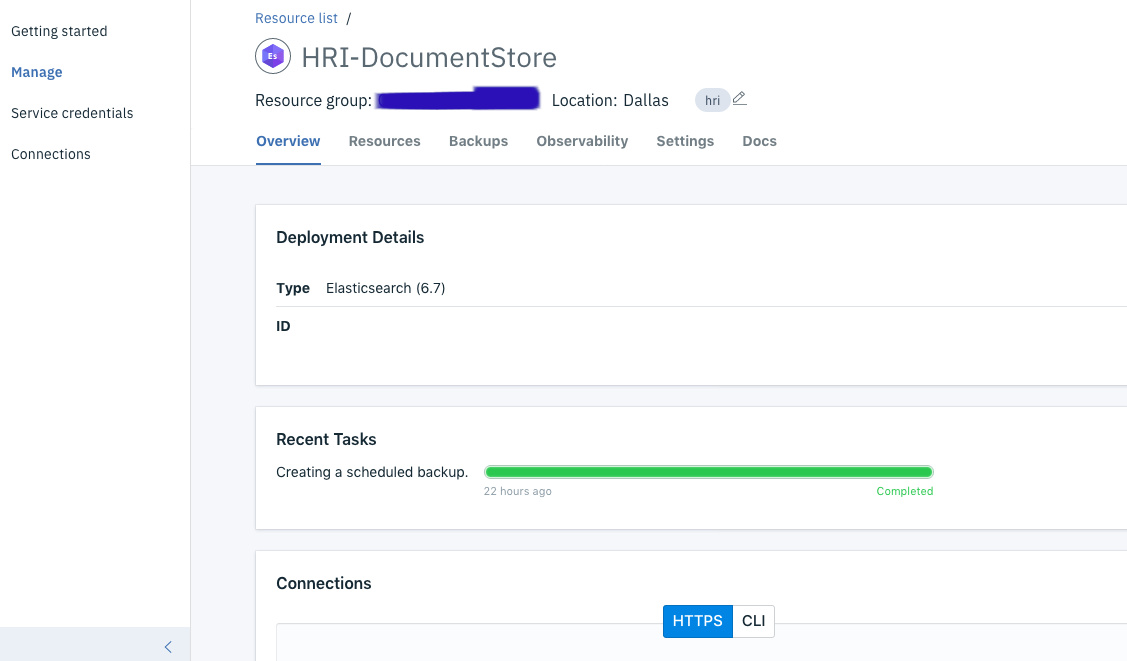 Getting started
Manage
Service credentials
Connections
Resource list /
Es HRI-DocumentStore
Resource group: Location: Dallas hri
Overview Resources Backups Observability Settings Docs
Deployment Details
Type Elasticsearch (6.7)
ID
Recent Tasks
Creating a scheduled backup.
22 hours ago Completed
Connections
HTTPS CLI